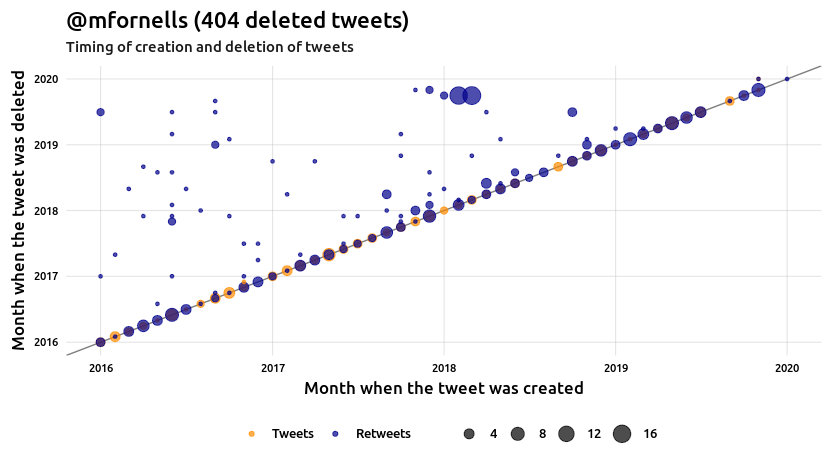 @mfornells (404 deleted tweets)
Timing of creation and deletion of tweets
Month when the tweet was deleted
2020
2019
2018
2017
2016
2016 2017 2018 2019 2020
Month when the tweet was created
Tweets Retweets 4 8 12 16